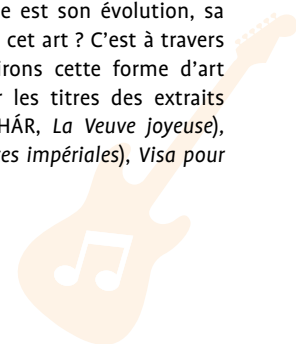 e est son évolution, sa
cet art ? C'est à travers
irons cette forme d'art
r les titres des extraits
HÁR, La Veuve joyeuse),
es impériales), Visa pour